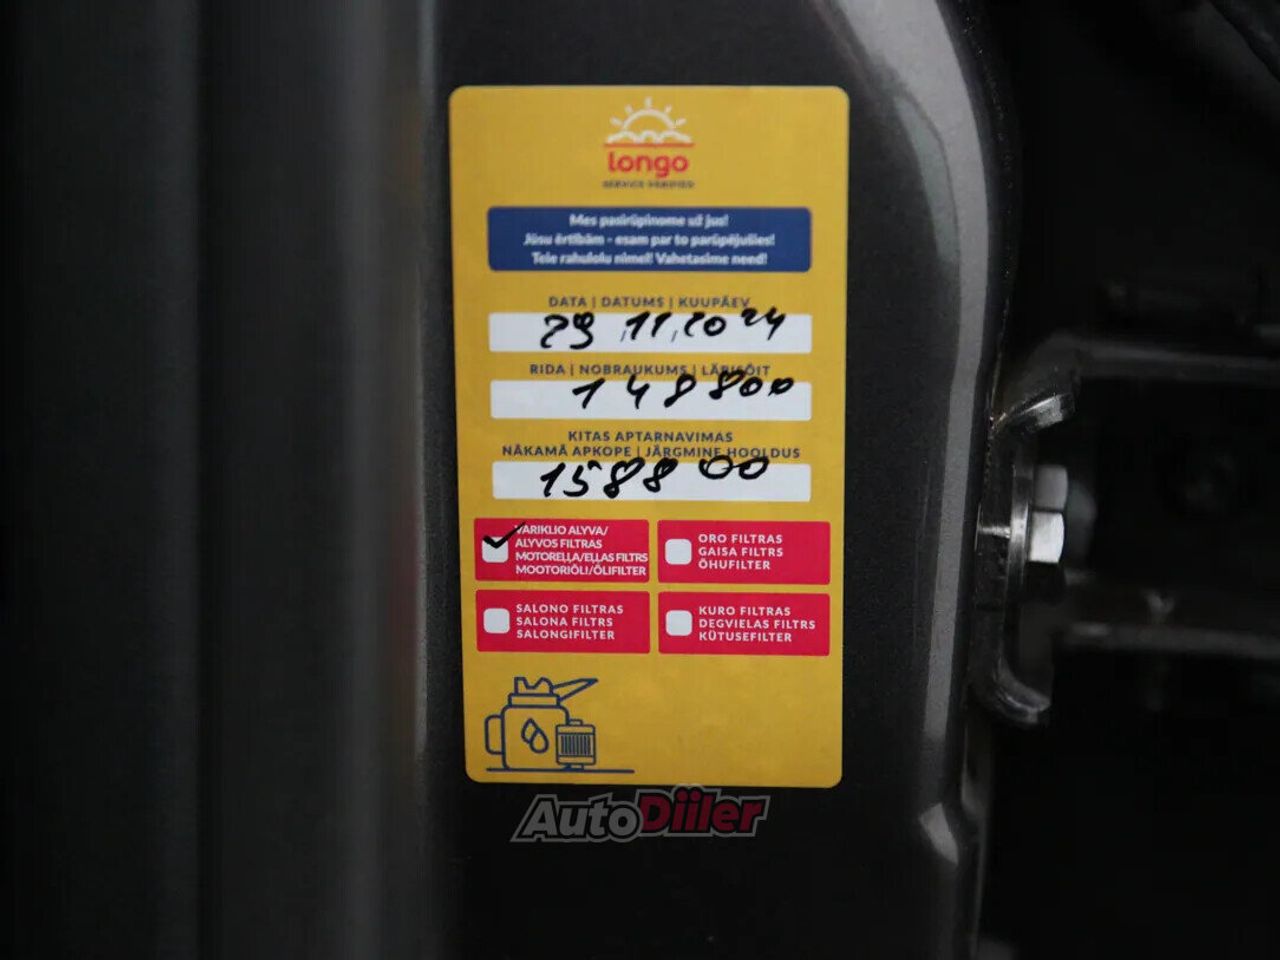 longo
SERVICE VERIFIED
Mes pasirūpinome už jus!
Jūsu ērtībām - esam par to parūpējušies!
Teie rahulolu nimel! Vahetasime need!
DATA | DATUMS | KUUPÄEV
29.11.2024
RIDA | NOBRAUKUMS | LÄBISÕIT
148800
KITAS APTARNAVIMAS
NĀKAMĀ APKOPE | JÄRGMINE HOOLDUS
158800
VARIKLIO ALYVA/
ALYVOS FILTRAS
MOTOREĻĻA/EĻĻAS FILTRS
MOOTORIÕLI/ÕLIFILTER
ORO FILTRAS
GAISA FILTRS
ÕHUFILTER
SALONO FILTRAS
SALONA FILTRS
SALONGIFILTER
KURO FILTRAS
DEGVIELAS FILTRS
KÜTUSEFILTER
AutoDiiler